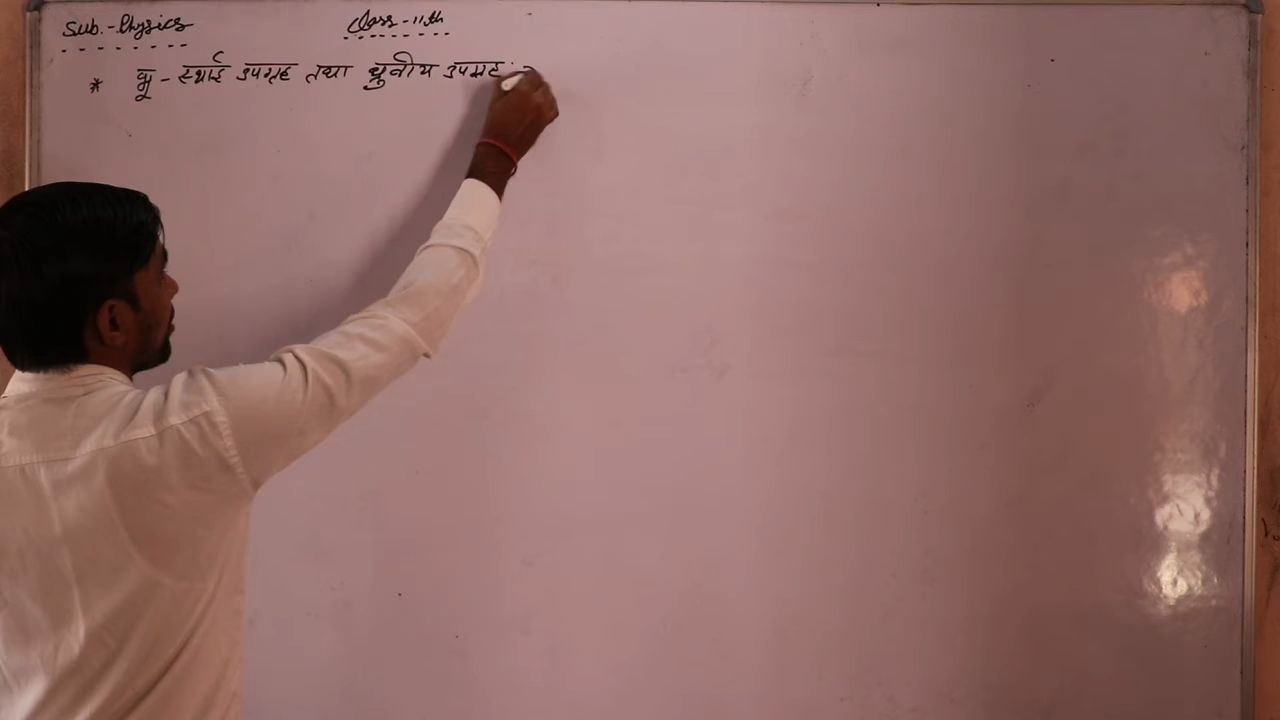 Sub.-Physics Class-11th
* भू-स्थाई उपग्रह तथा ध्रुवीय उपग्रह:-